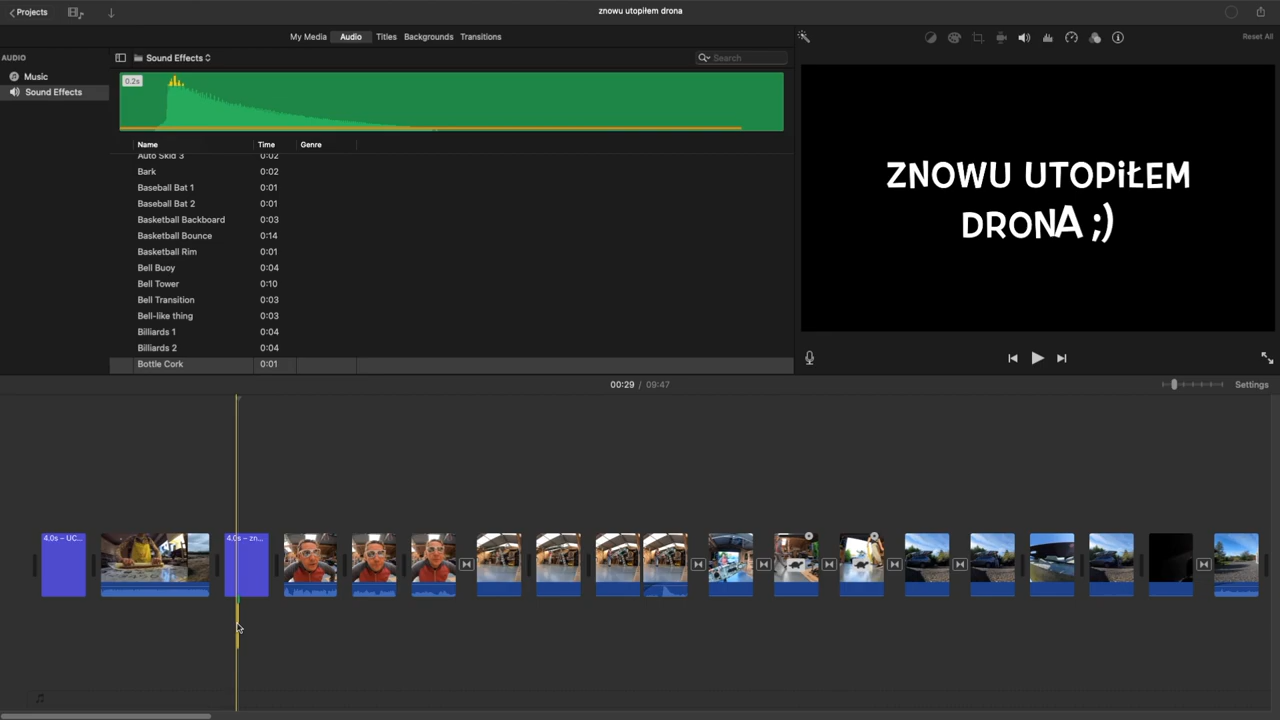 Projects
znowu utopiłem drona
My Media
Audio
Titles
Backgrounds
Transitions
Reset All
AUDIO
Music
Sound Effects
Sound Effects
Search
0.2s
Name Time Genre
Auto Skid 3 0:02
Bark 0:02
Baseball Bat 1 0:01
Baseball Bat 2 0:01
Basketball Backboard 0:03
Basketball Bounce 0:14
Basketball Rim 0:01
Bell Buoy 0:04
Bell Tower 0:10
Bell Transition 0:03
Bell-like thing 0:03
Billiards 1 0:04
Billiards 2 0:04
Bottle Cork 0:01
ZNOWU UTOPiŁEM
DRONA ;)
00:29 / 09:47
Settings
4.0s – UC...
4.0s – zn...